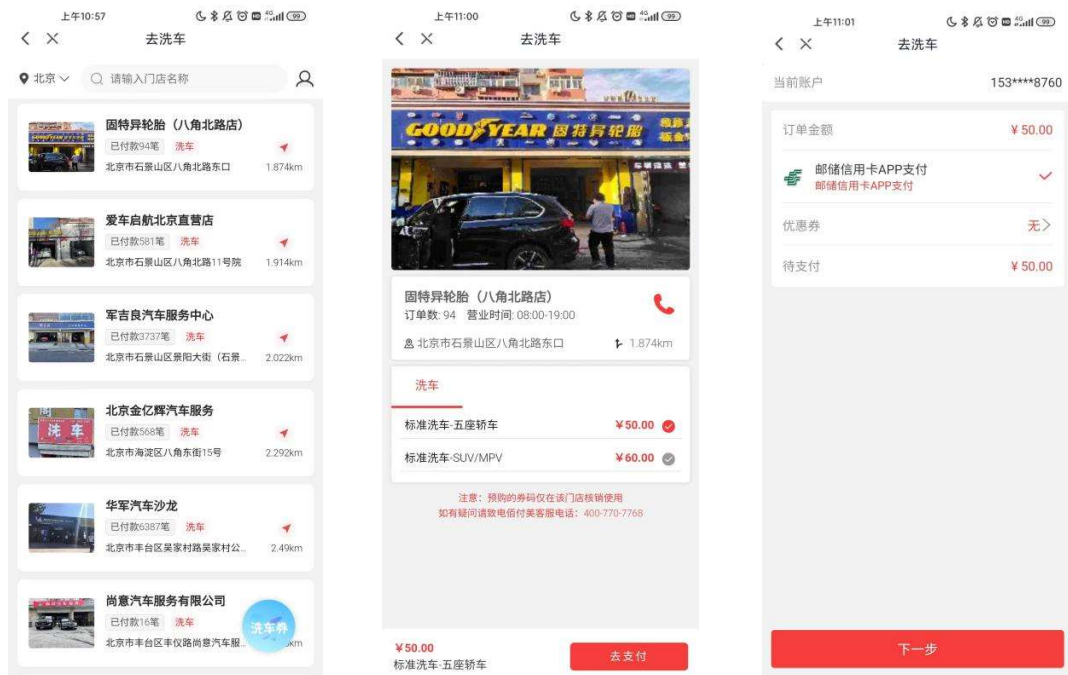 上午10:57
去洗车
北京
请输入门店名称
固特异轮胎（八角北路店）
已付款94笔 洗车
北京市石景山区八角北路东口 1.874km
爱车启航北京直营店
已付款581笔 洗车
北京市石景山区八角北路11号院 1.914km
军吉良汽车服务中心
已付款3737笔 洗车
北京市石景山区景阳大街（石景... 2.022km
北京金亿辉汽车服务
已付款568笔 洗车
北京市海淀区八角东街15号 2.292km
洗车
华军汽车沙龙
已付款6387笔 洗车
北京市丰台区吴家村路吴家村公... 2.49km
尚意汽车服务有限公司
已付款16笔 洗车
北京市丰台区丰仪路尚意汽车服... km
洗车券
上午11:00
去洗车
GOODYEAR 固特异轮胎
固特异轮胎（八角北路店）
订单数: 94 营业时间: 08:00-19:00
北京市石景山区八角北路东口 1.874km
洗车
标准洗车-五座轿车 ￥50.00
标准洗车-SUV/MPV ￥60.00
注意：预购的券码仅在该门店核销使用
如有疑问请致电佰付美客服电话：400-770-7768
￥50.00
标准洗车-五座轿车
去支付
上午11:01
去洗车
当前账户 153****8760
订单金额 ￥50.00
邮储信用卡APP支付
邮储信用卡APP支付
优惠券 无
待支付 ￥50.00
下一步